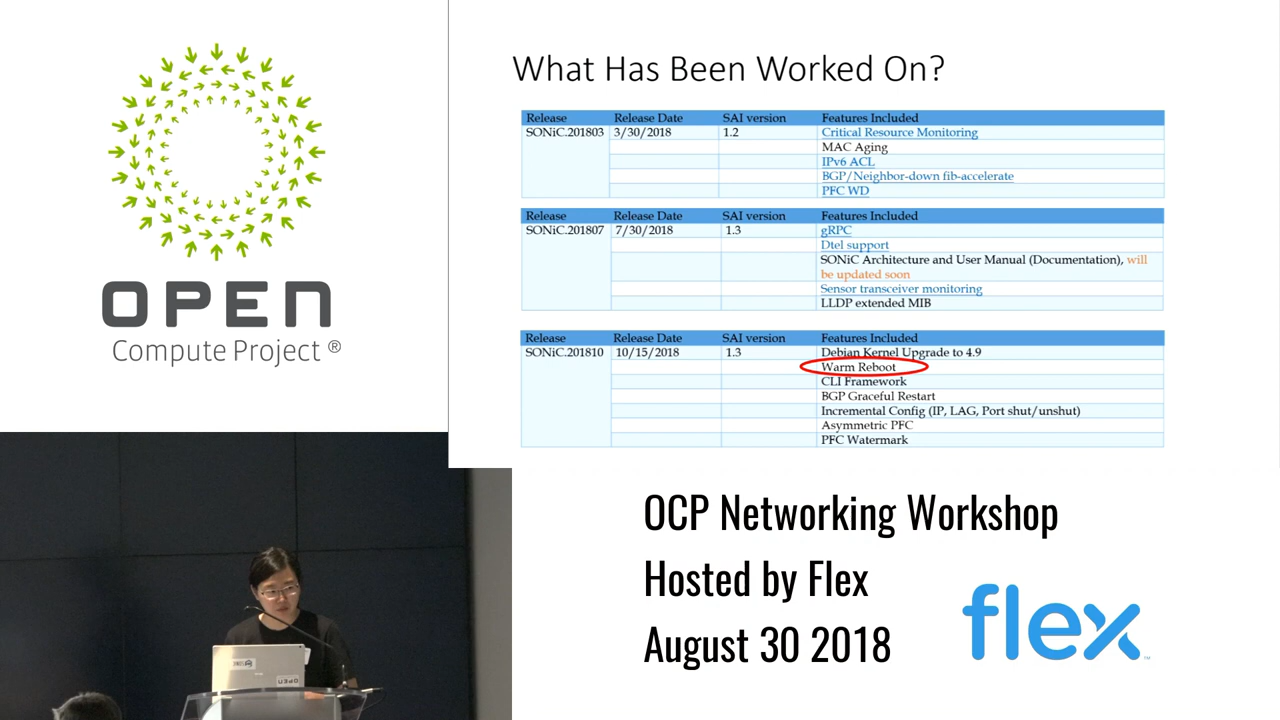 OPEN
Compute Project ®
What Has Been Worked On?
Release Release Date SAI version Features Included
SONiC.201803 3/30/2018 1.2 Critical Resource Monitoring
MAC Aging
IPv6 ACL
BGP/Neighbor-down fib-accelerate
PFC WD
Release Release Date SAI version Features Included
SONiC.201807 7/30/2018 1.3 gRPC
Dtel support
SONiC Architecture and User Manual (Documentation), will
be updated soon
Sensor transceiver monitoring
LLDP extended MIB
Release Release Date SAI version Features Included
SONiC.201810 10/15/2018 1.3 Debian Kernel Upgrade to 4.9
Warm Reboot
CLI Framework
BGP Graceful Restart
Incremental Config (IP, LAG, Port shut/unshut)
Asymmetric PFC
PFC Watermark
OCP Networking Workshop
Hosted by Flex
August 30 2018
flex
OPEN